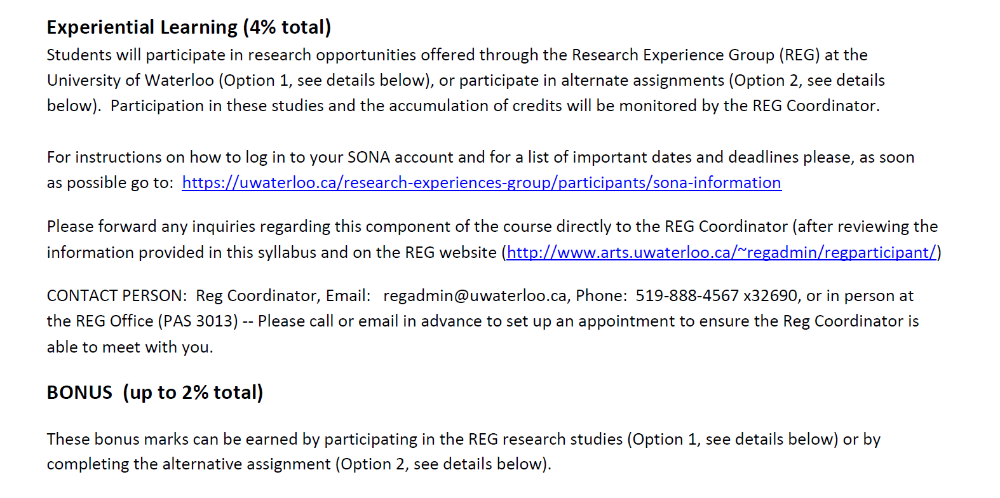 Experiential Learning (4% total)
Students will participate in research opportunities offered through the Research Experience Group (REG) at the
University of Waterloo (Option 1, see details below), or participate in alternate assignments (Option 2, see details
below).  Participation in these studies and the accumulation of credits will be monitored by the REG Coordinator.
For instructions on how to log in to your SONA account and for a list of important dates and deadlines please, as soon
as possible go to:  https://uwaterloo.ca/research-experiences-group/participants/sona-information
Please forward any inquiries regarding this component of the course directly to the REG Coordinator (after reviewing the
information provided in this syllabus and on the REG website (http://www.arts.uwaterloo.ca/~regadmin/regparticipant/)
CONTACT PERSON:  Reg Coordinator, Email:   regadmin@uwaterloo.ca, Phone:  519-888-4567 x32690, or in person at
the REG Office (PAS 3013) -- Please call or email in advance to set up an appointment to ensure the Reg Coordinator is
able to meet with you.
BONUS  (up to 2% total)
These bonus marks can be earned by participating in the REG research studies (Option 1, see details below) or by
completing the alternative assignment (Option 2, see details below).